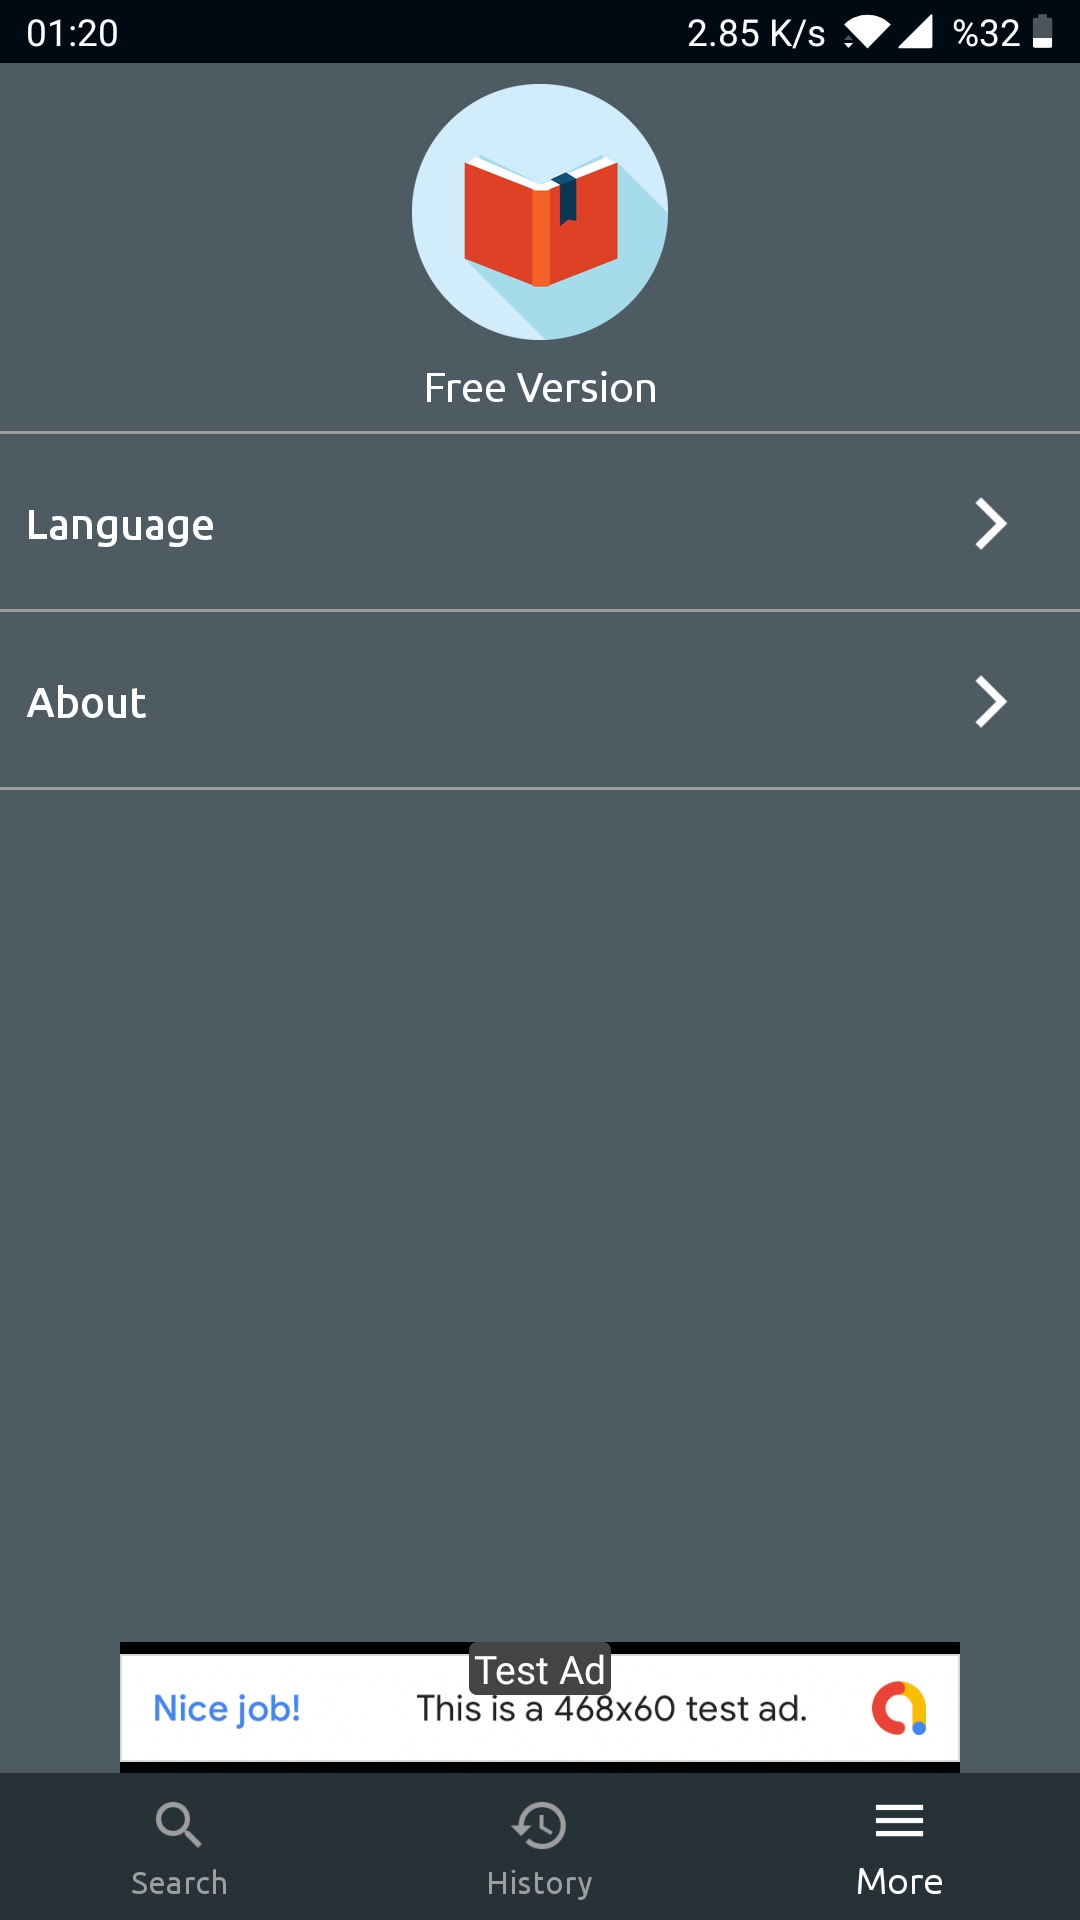 01:20 2.85 K/s %32
Free Version
Language
About
Test Ad
Nice job! This is a 468x60 test ad.
Search History More